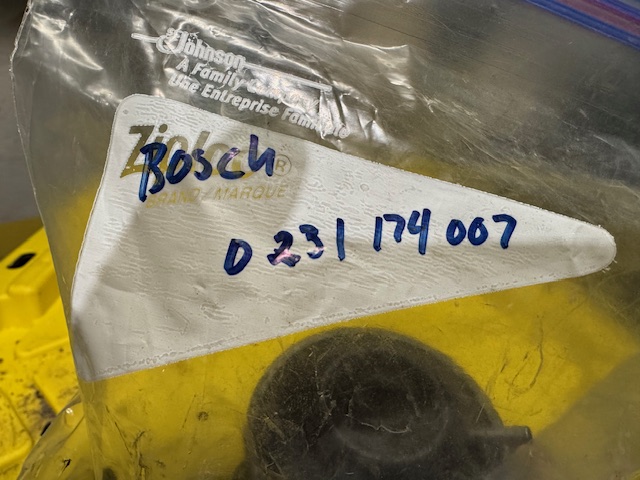 SC Johnson
A Family Company
Une Entreprise Familiale
Ziploc®
BRAND/MARQUE
Bosch
0 231 174 007